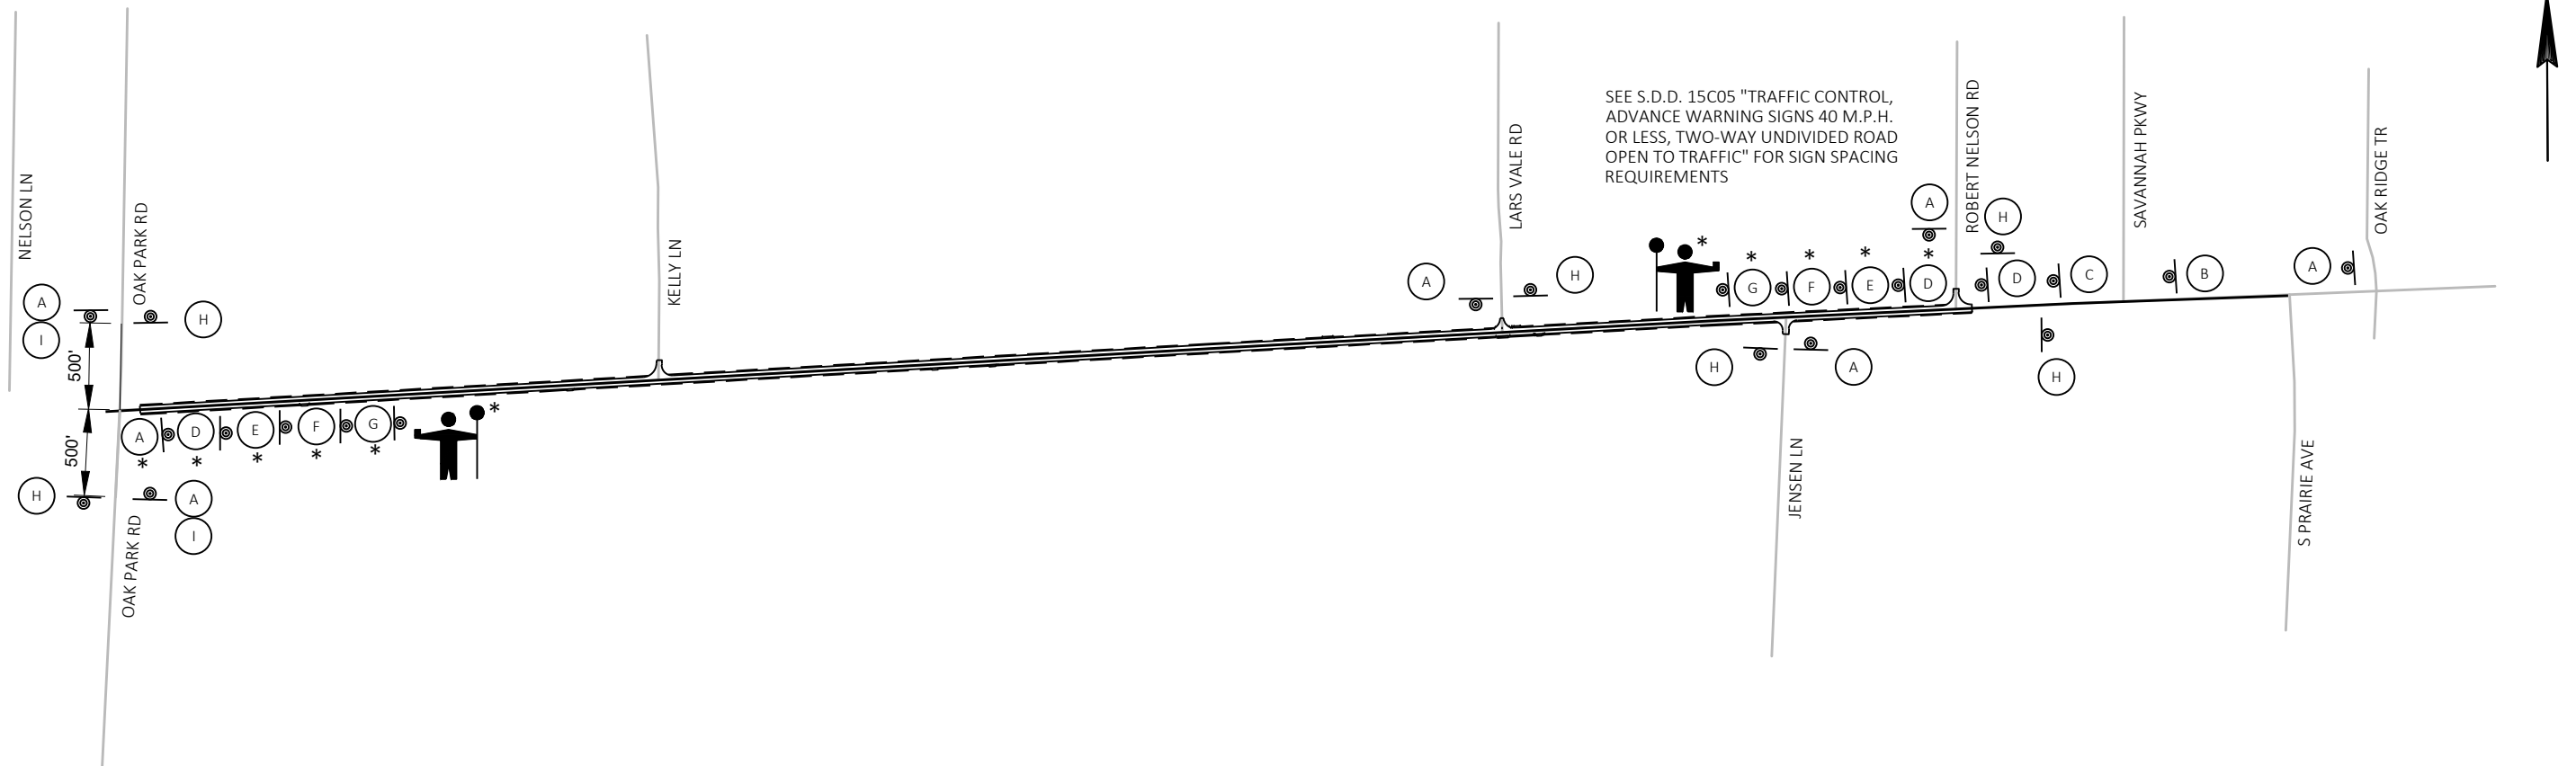 NELSON LN
OAK PARK RD
KELLY LN
LARS VALE RD
SEE S.D.D. 15C05 "TRAFFIC CONTROL,
ADVANCE WARNING SIGNS 40 M.P.H.
OR LESS, TWO-WAY UNDIVIDED ROAD
OPEN TO TRAFFIC" FOR SIGN SPACING
REQUIREMENTS
ROBERT NELSON RD
SAVANNAH PKWY
OAK RIDGE TR
A
I
H
500'
500'
A
*
D
*
E
*
F
*
G
*
*
H
A
I
OAK PARK RD
A
H
*
*
G
*
F
*
E
*
D
A
H
D
C
B
A
H
A
H
JENSEN LN
S PRAIRIE AVE